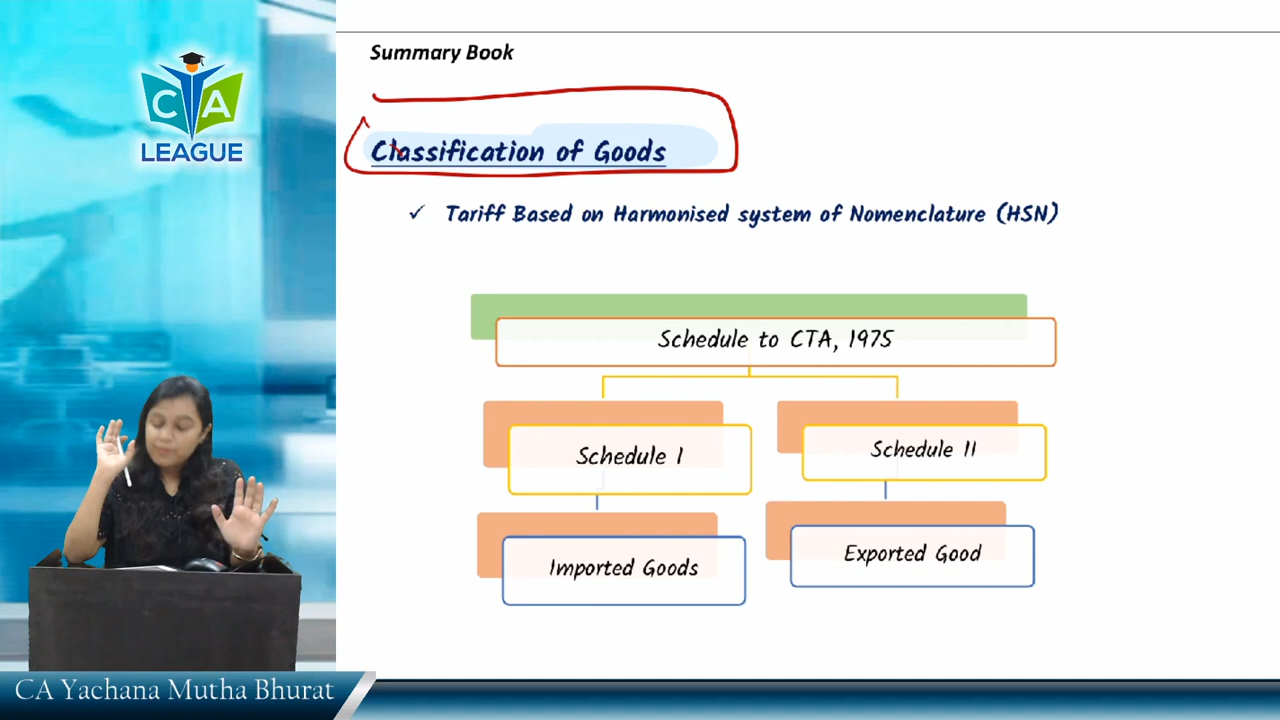 Summary Book
CA
LEAGUE
Classification of Goods
✓ Tariff Based on Harmonised system of Nomenclature (HSN)
Schedule to CTA, 1975
Schedule I
Schedule II
Imported Goods
Exported Good
CA Yachana Mutha Bhurat